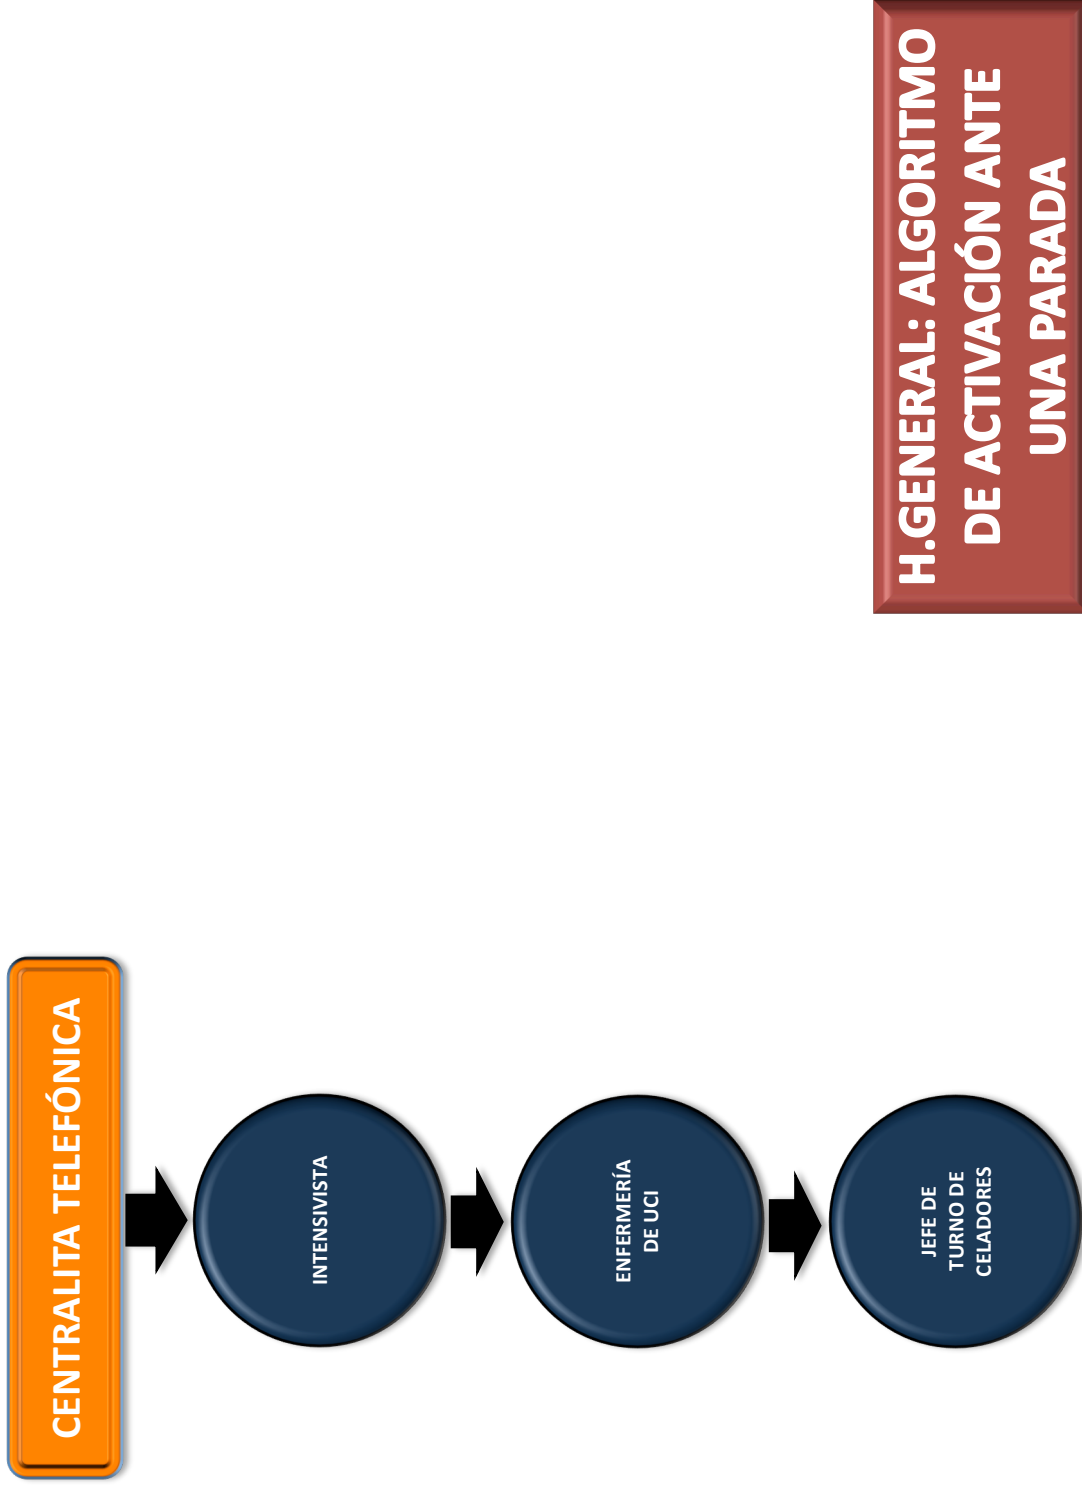 CENTRALITA TELEFÓNICA
INTENSIVISTA
ENFERMERÍA
DE UCI
JEFE DE
TURNO DE
CELADORES
H.GENERAL: ALGORITMO
DE ACTIVACIÓN ANTE
UNA PARADA